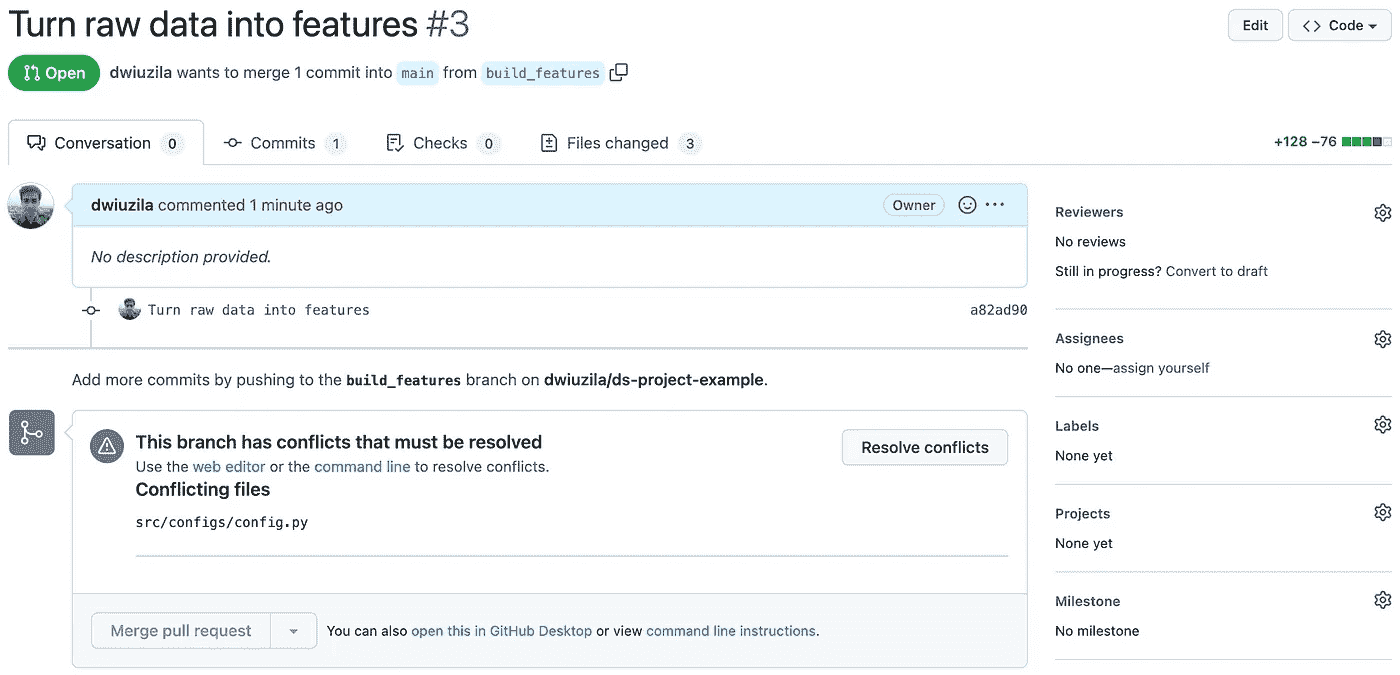 Turn raw data into features #3
Edit
<> Code
Open
dwiuzila wants to merge 1 commit into main from build_features
Conversation 0
Commits 1
Checks 0
Files changed 3
+128 −76
dwiuzila commented 1 minute ago
Owner
No description provided.
Turn raw data into features
a82ad90
Add more commits by pushing to the build_features branch on dwiuzila/ds-project-example.
This branch has conflicts that must be resolved
Use the web editor or the command line to resolve conflicts.
Resolve conflicts
Conflicting files
src/configs/config.py
Merge pull request
You can also open this in GitHub Desktop or view command line instructions.
Reviewers
No reviews
Still in progress? Convert to draft
Assignees
No one—assign yourself
Labels
None yet
Projects
None yet
Milestone
No milestone